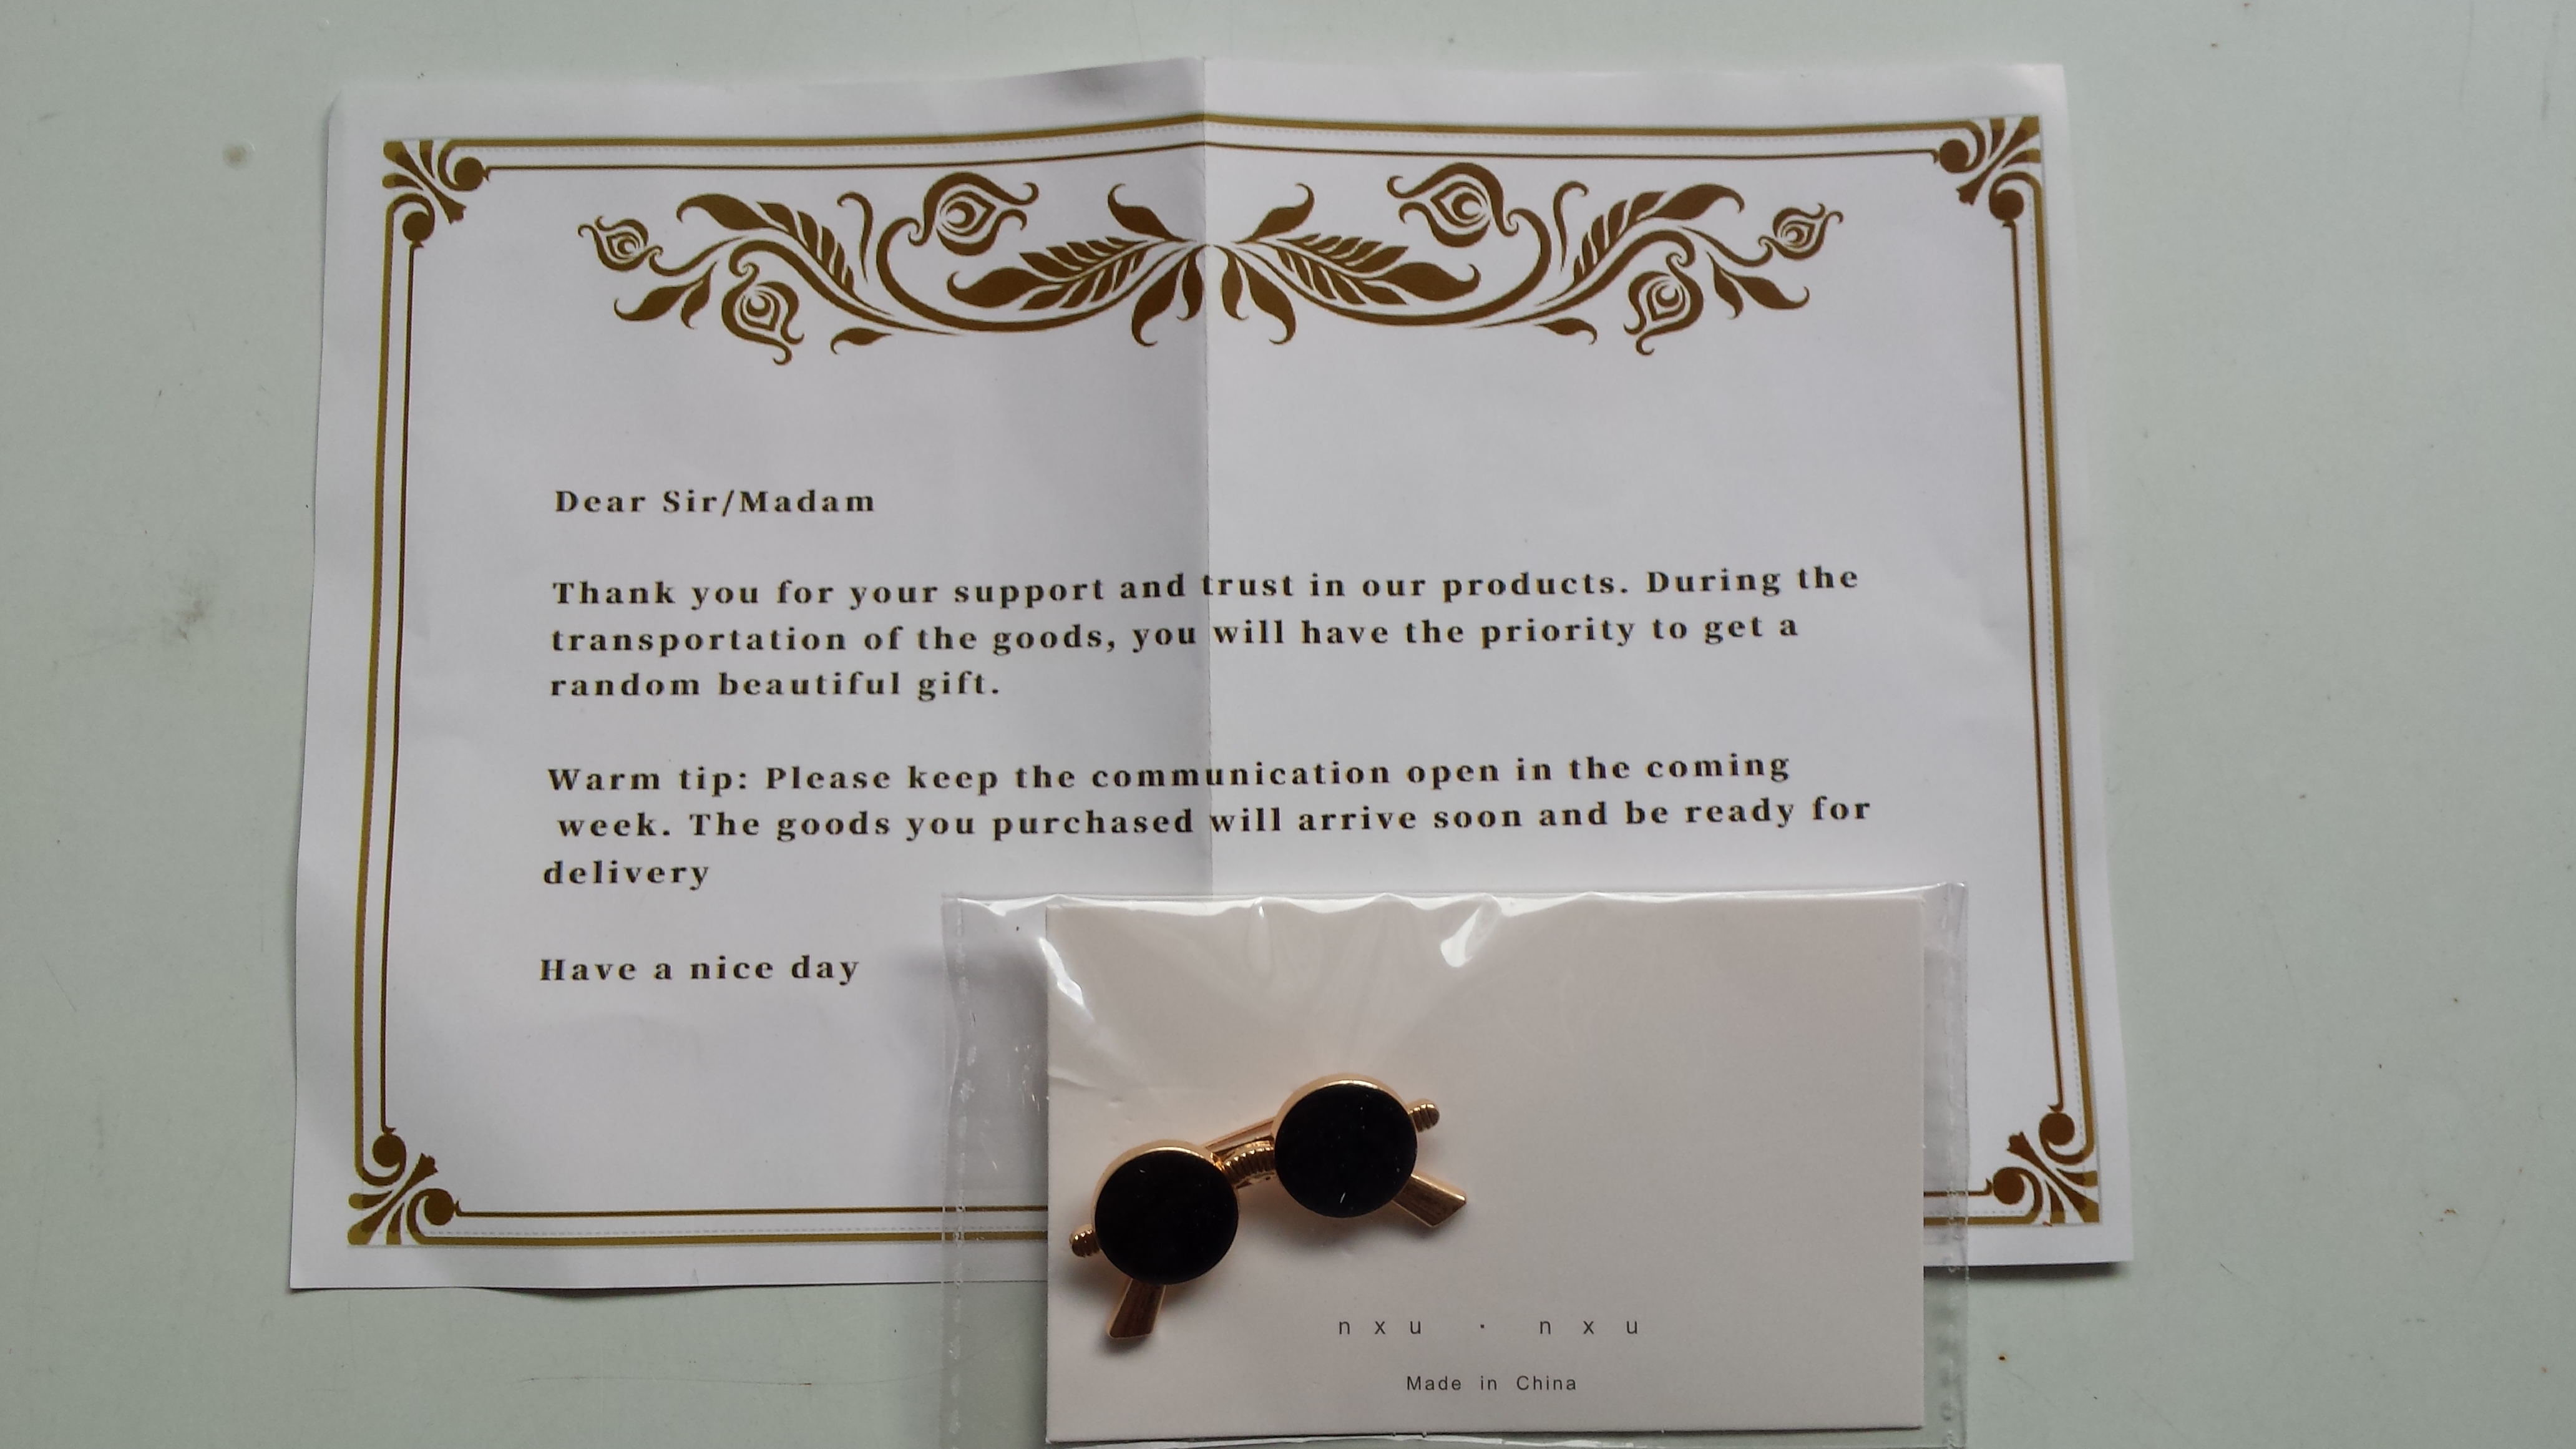 Dear Sir/Madam
Thank you for your support and trust in our products. During the
transportation of the goods, you will have the priority to get a
random beautiful gift.
Warm tip: Please keep the communication open in the coming
week. The goods you purchased will arrive soon and be ready for
delivery
Have a nice day
nxu · nxu
Made in China